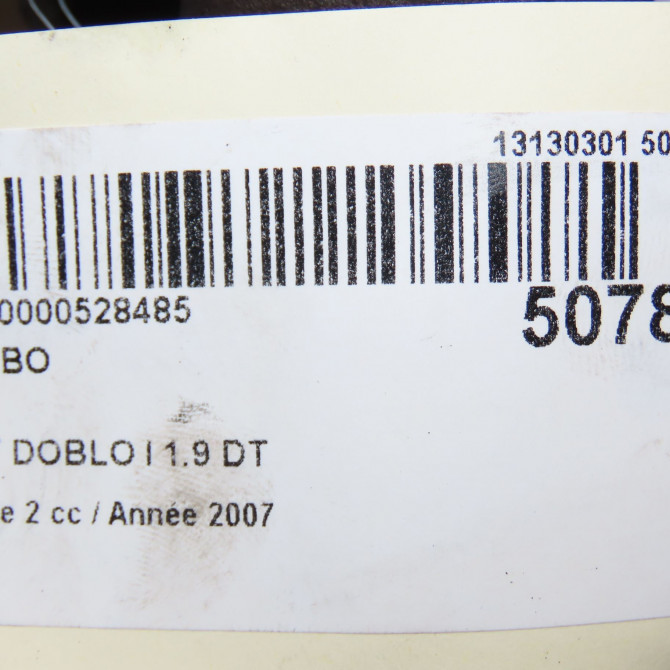 13130301 50
0000528485
5078
BO
DOBLO I 1.9 DT
e 2 cc / Année 2007